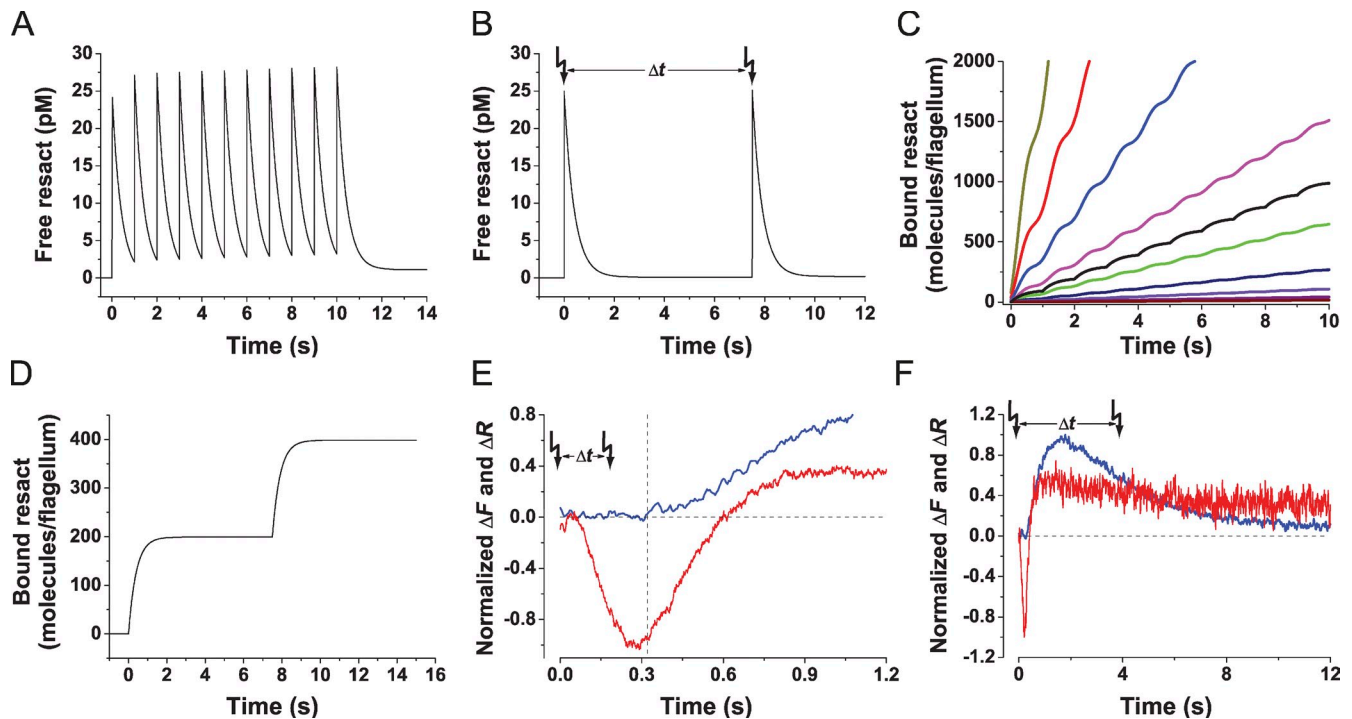 A
Free resact (pM)
30
25
20
15
10
5
0
0 2 4 6 8 10 12 14
Time (s)
B
Free resact (pM)
30
25
20
15
10
5
0
Δt
0 2 4 6 8 10 12
Time (s)
C
Bound resact
(molecules/flagellum)
2000
1500
1000
500
0
0 2 4 6 8 10
Time (s)
D
Bound resact
(molecules/flagellum)
400
300
200
100
0
0 2 4 6 8 10 12 14 16
Time (s)
E
Normalized ΔF and ΔR
0.8
0.4
0.0
-0.4
-0.8
Δt
0.0 0.3 0.6 0.9 1.2
Time (s)
F
Normalized ΔF and ΔR
1.2
0.8
0.4
0.0
-0.4
-0.8
-1.2
Δt
0 4 8 12
Time (s)